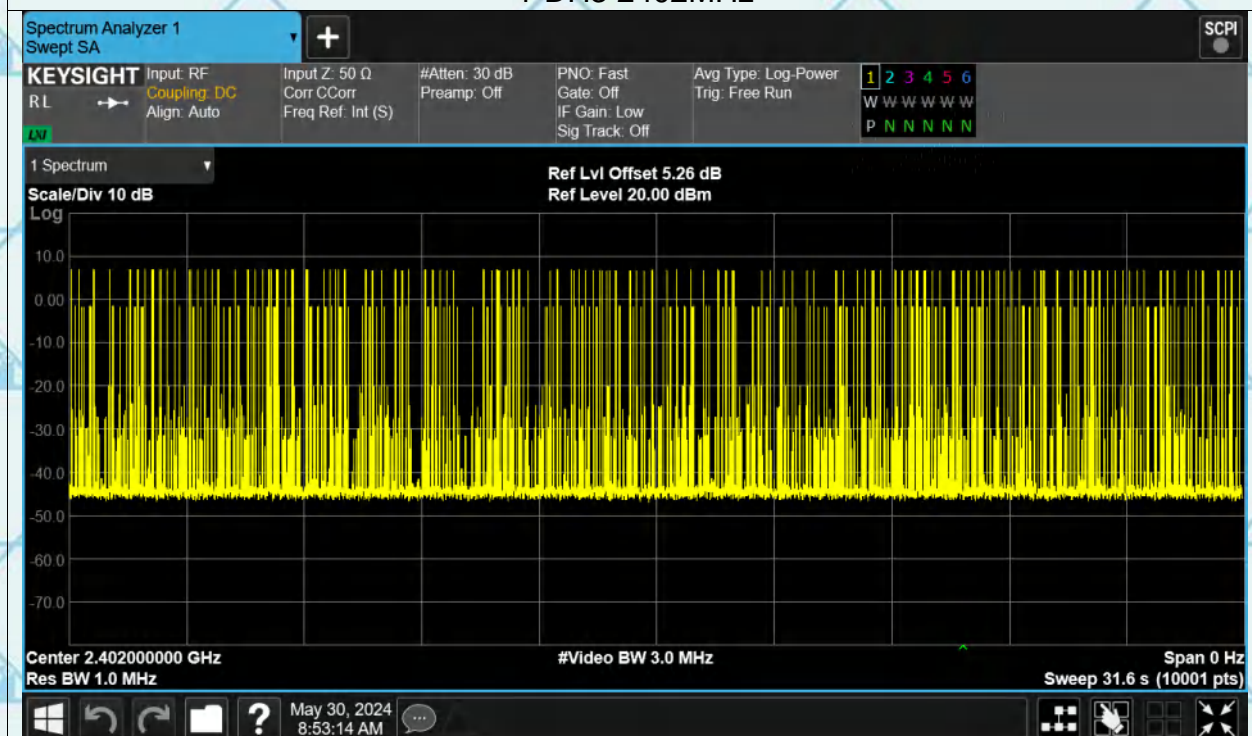 Spectrum Analyzer 1
Swept SA
+
SCPI
KEYSIGHT
RL
LXI
Input: RF
Coupling: DC
Align: Auto
Input Z: 50 Ω
Corr CCorr
Freq Ref: Int (S)
#Atten: 30 dB
Preamp: Off
PNO: Fast
Gate: Off
IF Gain: Low
Sig Track: Off
Avg Type: Log-Power
Trig: Free Run
1 2 3 4 5 6
W W W W W W
P N N N N N
1 Spectrum
Scale/Div 10 dB
Ref Lvl Offset 5.26 dB
Ref Level 20.00 dBm
Log
10.0
0.00
-10.0
-20.0
-30.0
-40.0
-50.0
-60.0
-70.0
Center 2.402000000 GHz
#Video BW 3.0 MHz
Span 0 Hz
Res BW 1.0 MHz
Sweep 31.6 s (10001 pts)
?
May 30, 2024
8:53:14 AM